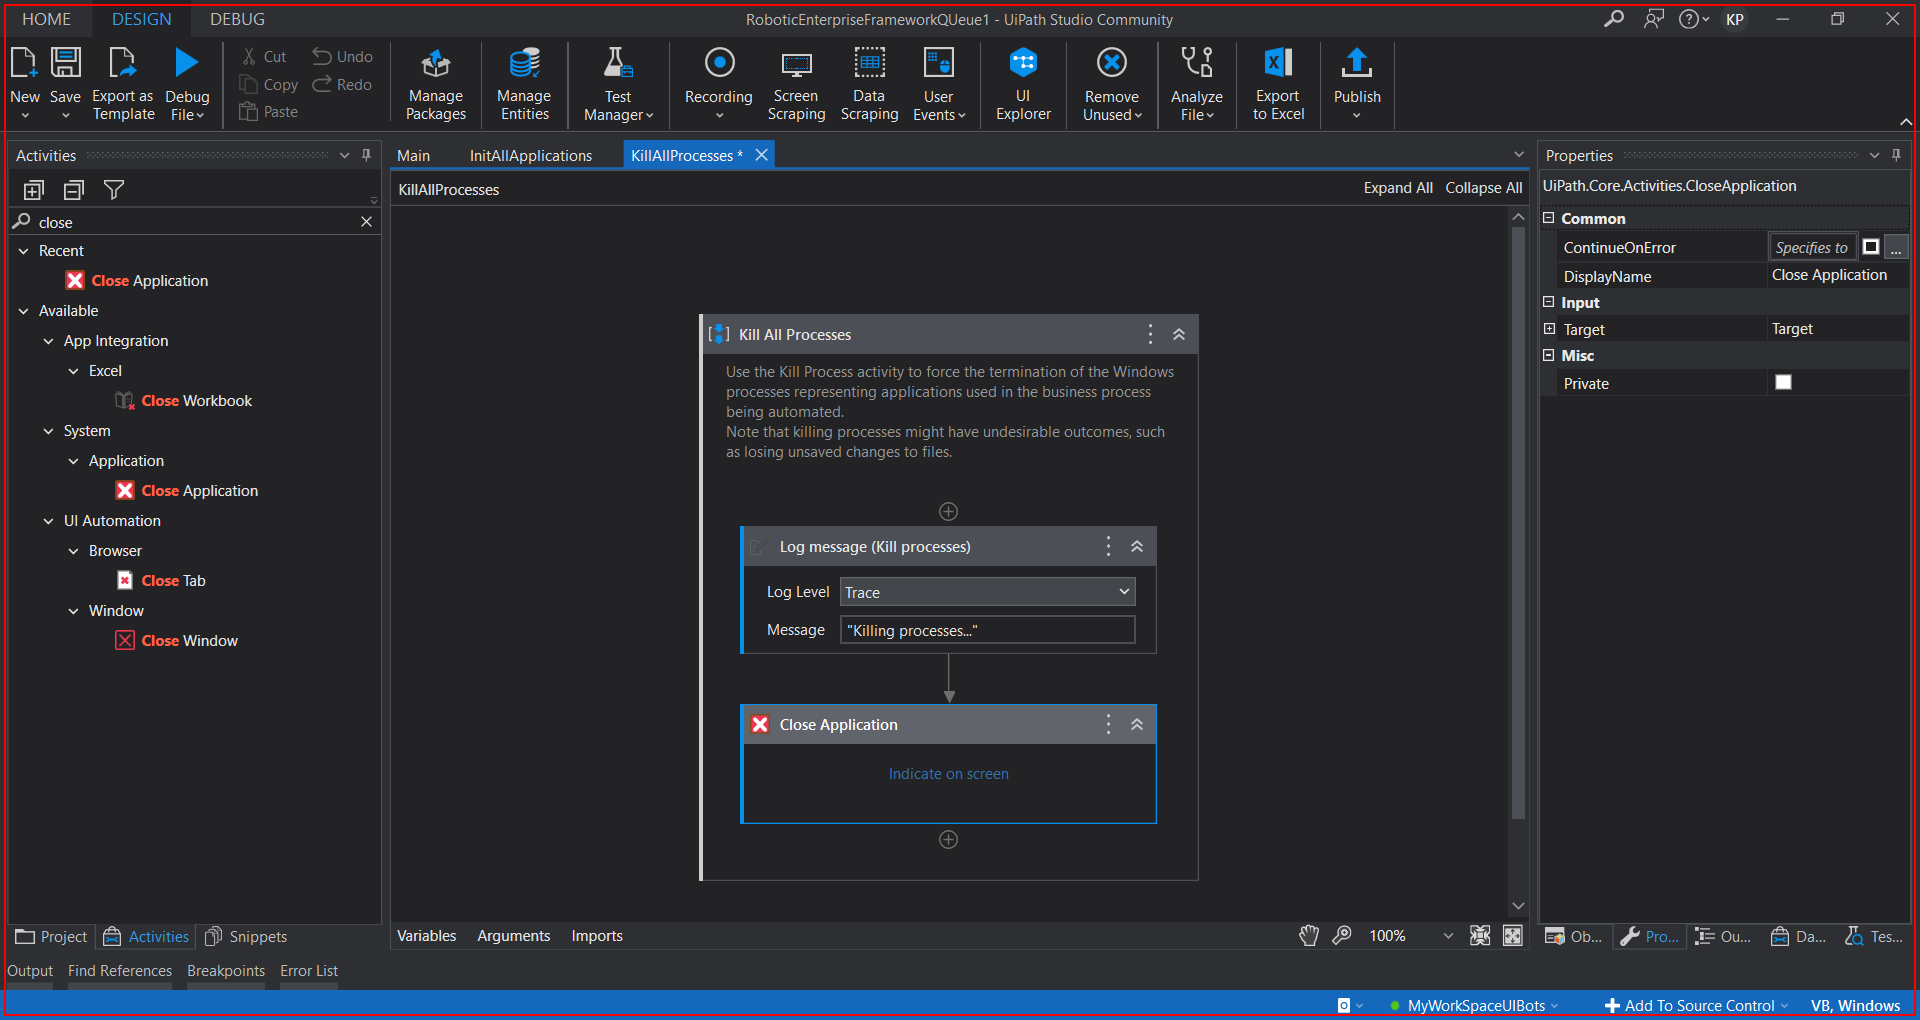 HOME DESIGN DEBUG
RoboticEnterpriseFrameworkQUeue1 - UiPath Studio Community
KP
New
Save
Export as Template
Debug File
Cut
Copy
Paste
Undo
Redo
Manage Packages
Manage Entities
Test Manager
Recording
Screen Scraping
Data Scraping
User Events
UI Explorer
Remove Unused
Analyze File
Export to Excel
Publish
Activities
close
Recent
Close Application
Available
App Integration
Excel
Close Workbook
System
Application
Close Application
UI Automation
Browser
Close Tab
Window
Close Window
Project Activities Snippets
Main InitAllApplications KillAllProcesses *
KillAllProcesses
Expand All Collapse All
Kill All Processes
Use the Kill Process activity to force the termination of the Windows
processes representing applications used in the business process
being automated.
Note that killing processes might have undesirable outcomes, such
as losing unsaved changes to files.
Log message (Kill processes)
Log Level Trace
Message "Killing processes..."
Close Application
Indicate on screen
Variables Arguments Imports
100%
Properties
UiPath.Core.Activities.CloseApplication
Common
ContinueOnError Specifies to ...
DisplayName Close Application
Input
Target Target
Misc
Private
Ob... Pro... Ou... Da... Tes...
Output Find References Breakpoints Error List
MyWorkSpaceUIBots Add To Source Control VB, Windows